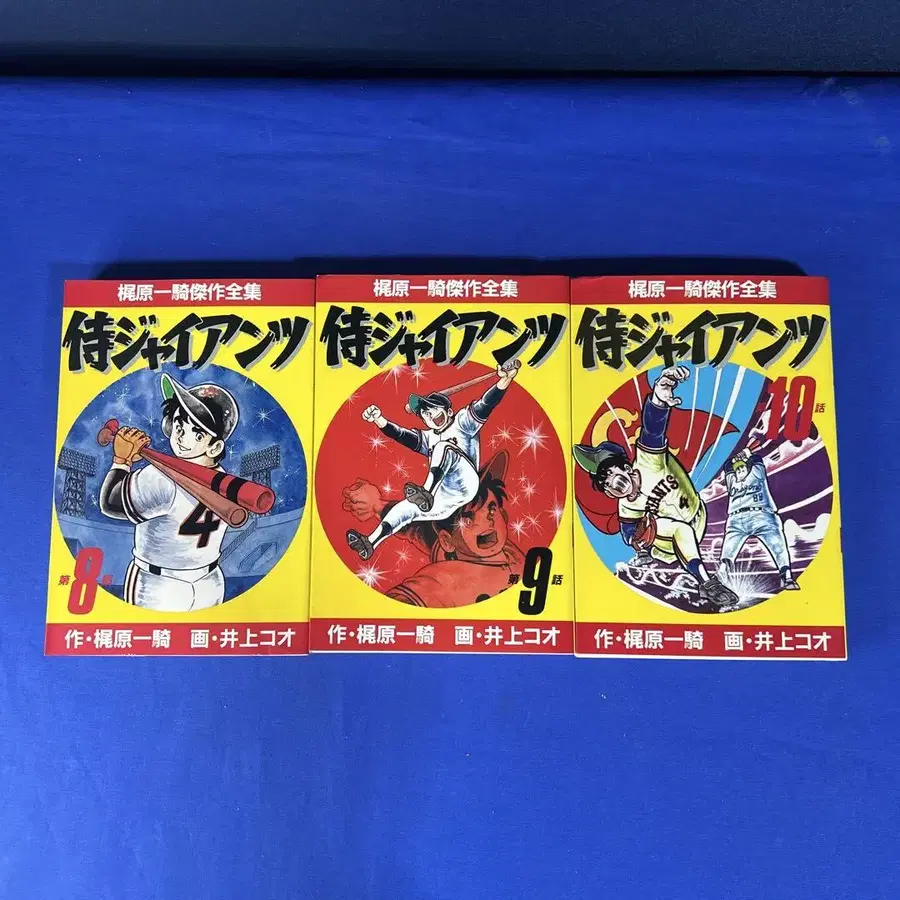 梶原一騎傑作全集
侍ジャイアンツ
4
第8話
作・梶原一騎 画・井上コオ
梶原一騎傑作全集
侍ジャイアンツ
4
第9話
作・梶原一騎 画・井上コオ
梶原一騎傑作全集
侍ジャイアンツ
10話
GIANTS
4
Dragons
作・梶原一騎 画・井上コオ